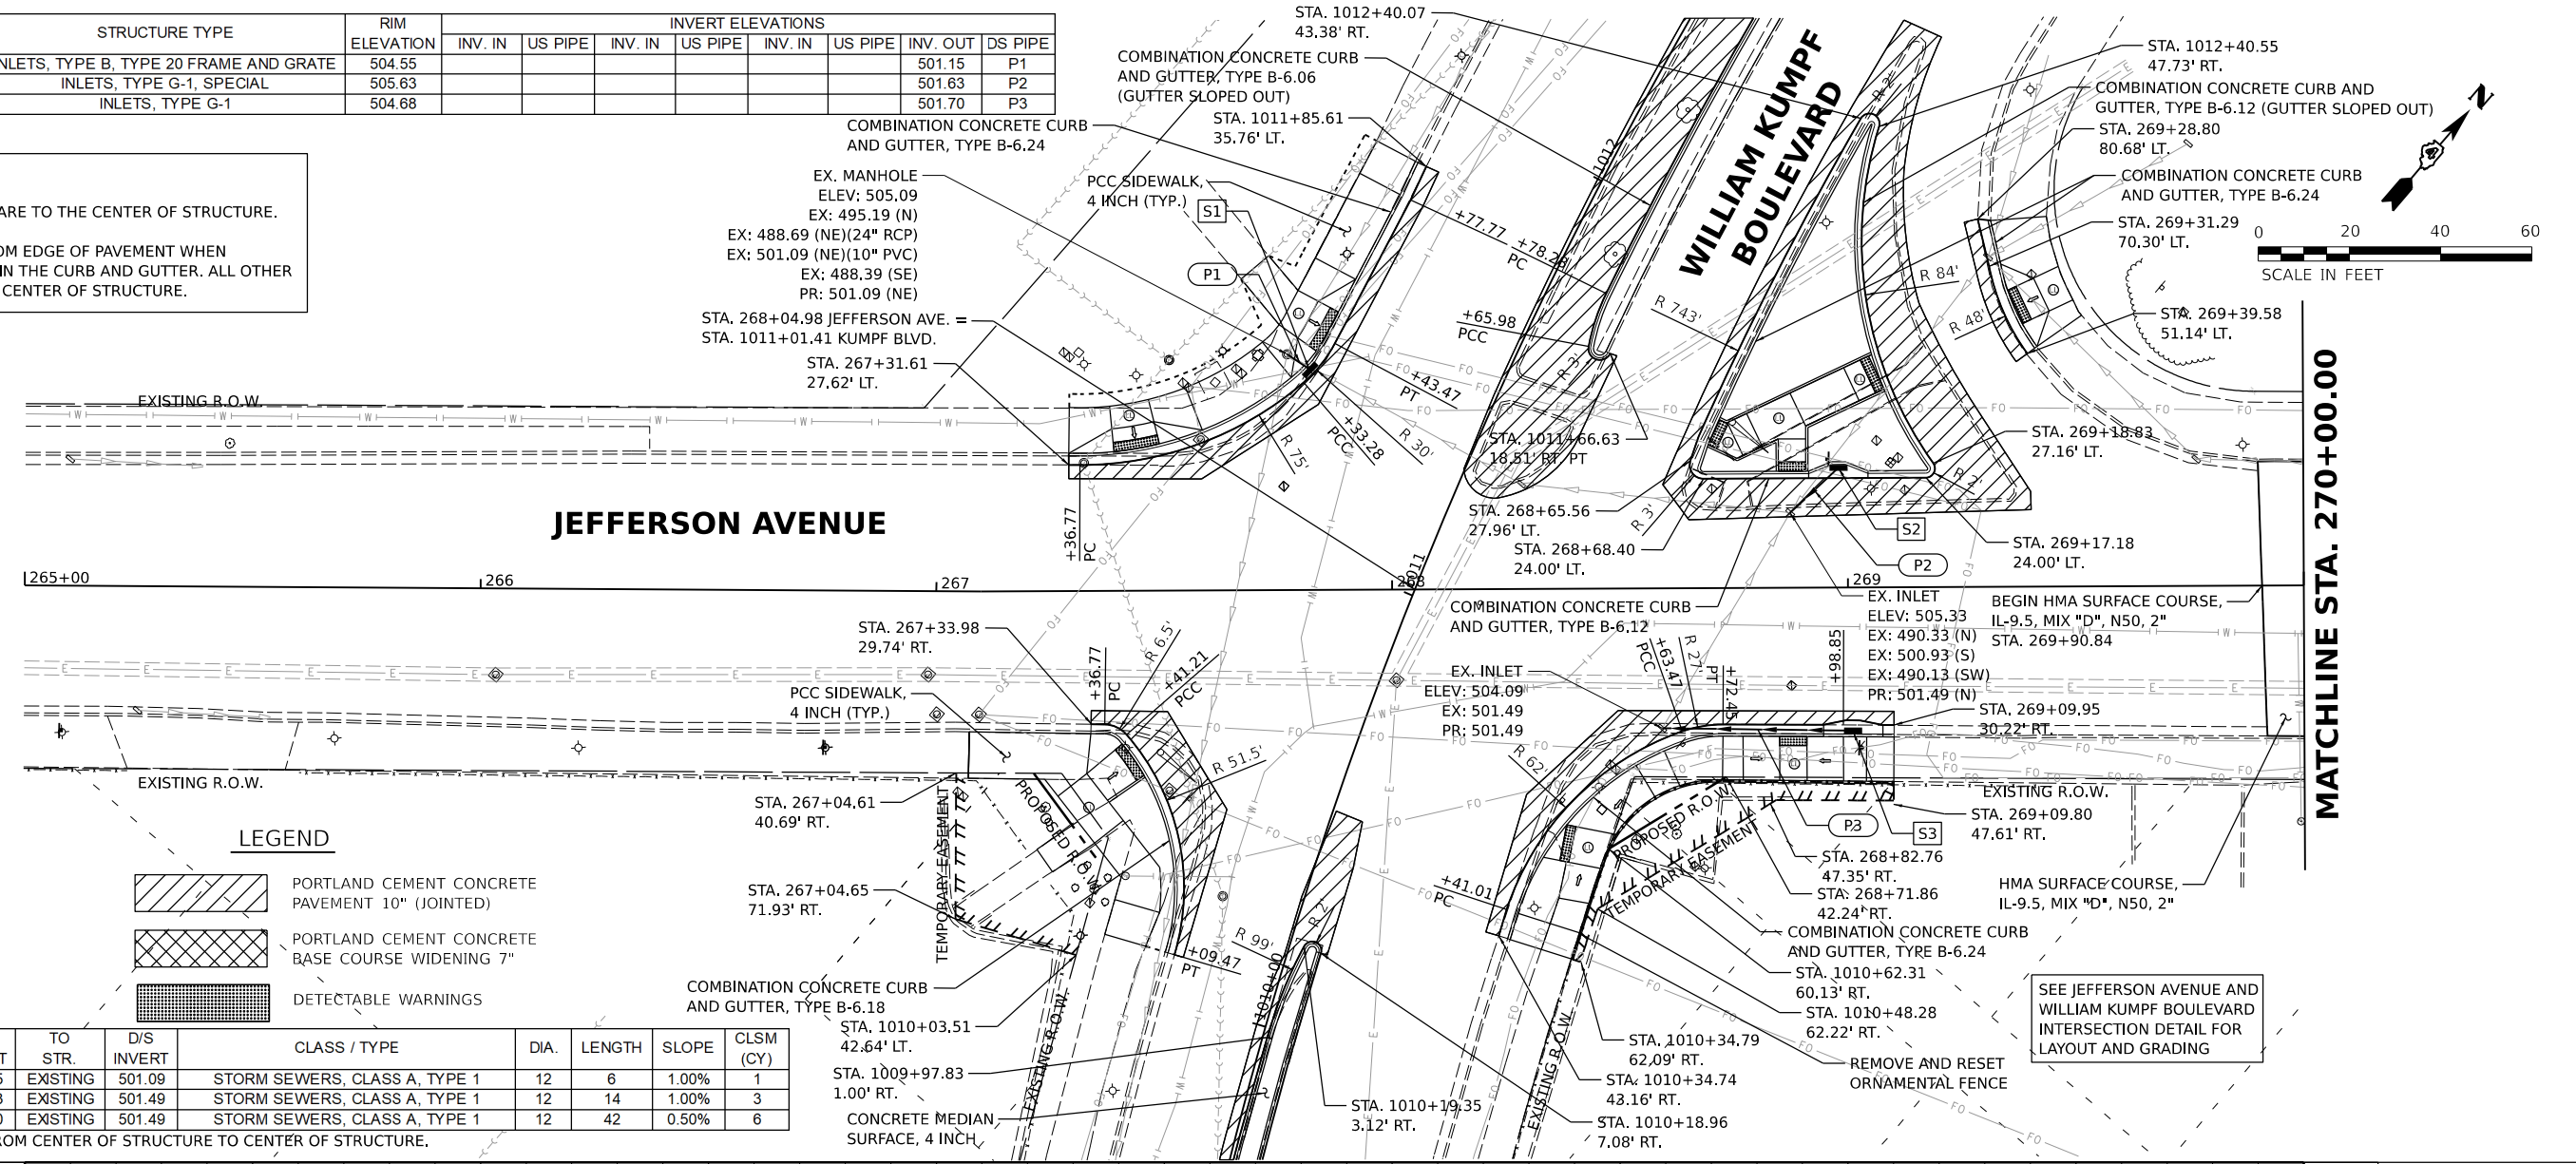 STRUCTURE TYPE
RIM ELEVATION
INVERT ELEVATIONS
INV. IN US PIPE INV. IN US PIPE INV. IN US PIPE INV. OUT DS PIPE
NLETS, TYPE B, TYPE 20 FRAME AND GRATE 504.55 501.15 P1
INLETS, TYPE G-1, SPECIAL 505.63 501.63 P2
INLETS, TYPE G-1 504.68 501.70 P3
ARE TO THE CENTER OF STRUCTURE.
OM EDGE OF PAVEMENT WHEN
IN THE CURB AND GUTTER. ALL OTHER
CENTER OF STRUCTURE.
STA. 1012+40.07
43.38' RT.
COMBINATION CONCRETE CURB
AND GUTTER, TYPE B-6.06
(GUTTER SLOPED OUT)
STA. 1011+85.61
35.76' LT.
COMBINATION CONCRETE CURB
AND GUTTER, TYPE B-6.24
EX. MANHOLE
ELEV: 505.09
EX: 495.19 (N)
EX: 488.69 (NE)(24" RCP)
EX: 501.09 (NE)(10" PVC)
EX: 488.39 (SE)
PR: 501.09 (NE)
PCC SIDEWALK,
4 INCH (TYP.)
S1
P1
STA. 268+04.98 JEFFERSON AVE. =
STA. 1011+01.41 KUMPF BLVD.
STA. 267+31.61
27.62' LT.
WILLIAM KUMPF
BOULEVARD
1012
+77.77
+78.28
PC
+65.98
PCC
R 743'
R 84'
R 48'
R 2'
R 3'
STA. 1012+40.55
47.73' RT.
COMBINATION CONCRETE CURB AND
GUTTER, TYPE B-6.12 (GUTTER SLOPED OUT)
STA. 269+28.80
80.68' LT.
COMBINATION CONCRETE CURB
AND GUTTER, TYPE B-6.24
STA. 269+31.29
70.30' LT.
STA. 269+39.58
51.14' LT.
N
0 20 40 60
SCALE IN FEET
MATCHLINE STA. 270+00.00
EXISTING R.O.W.
+43.47
PT
+33.28
PCC
R 30'
R 75'
+36.77
PC
STA. 1011+66.63
18.51' RT. PT
STA. 269+18.83
27.16' LT.
R 2'
STA. 268+65.56
27.96' LT.
R 3'
STA. 268+68.40
24.00' LT.
S2
P2
STA. 269+17.18
24.00' LT.
JEFFERSON AVENUE
265+00
266
267
268
269
1011
COMBINATION CONCRETE CURB
AND GUTTER, TYPE B-6.12
EX. INLET
ELEV: 505.33
EX: 490.33 (N)
EX: 500.93 (S)
EX: 490.13 (SW)
PR: 501.49 (N)
BEGIN HMA SURFACE COURSE,
IL-9.5, MIX "D", N50, 2"
STA. 269+90.84
STA. 267+33.98
29.74' RT.
+36.77
PC
R 6.5'
+41.21
PCC
PCC SIDEWALK,
4 INCH (TYP.)
R 51.5'
EX. INLET
ELEV: 504.09
EX: 501.49
PR: 501.49
+63.47
PCC
R 27'
PT
+72.45
+98.85
STA. 269+09.95
30.22' RT.
R 62'
EXISTING R.O.W.
EXISTING R.O.W.
STA. 269+09.80
47.61' RT.
P3
S3
STA. 267+04.61
40.69' RT.
TEMPORARY EASEMENT
PROPOSED R.O.W.
PROPOSED R.O.W.
TEMPORARY EASEMENT
STA. 268+82.76
47.35' RT.
STA. 268+71.86
42.24' RT.
HMA SURFACE COURSE,
IL-9.5, MIX "D", N50, 2"
LEGEND
PORTLAND CEMENT CONCRETE
PAVEMENT 10" (JOINTED)
PORTLAND CEMENT CONCRETE
BASE COURSE WIDENING 7"
DETECTABLE WARNINGS
STA. 267+04.65
71.93' RT.
+41.01
PC
COMBINATION CONCRETE CURB
AND GUTTER, TYPE B-6.24
STA. 1010+62.31
60.13' RT.
STA. 1010+48.28
62.22' RT.
R 2'
R 99'
+09.47
PT
1010+00
COMBINATION CONCRETE CURB
AND GUTTER, TYPE B-6.18
STA. 1010+03.51
42.64' LT.
STA. 1009+97.83
1.00' RT.
CONCRETE MEDIAN
SURFACE, 4 INCH
EXISTING R.O.W.
EXISTING R.O.W.
STA. 1010+34.79
62.09' RT.
STA. 1010+34.74
43.16' RT.
STA. 1010+19.35
3.12' RT.
STA. 1010+18.96
7.08' RT.
REMOVE AND RESET
ORNAMENTAL FENCE
SEE JEFFERSON AVENUE AND
WILLIAM KUMPF BOULEVARD
INTERSECTION DETAIL FOR
LAYOUT AND GRADING
T TO STR. D/S INVERT CLASS / TYPE DIA. LENGTH SLOPE CLSM (CY)
5 EXISTING 501.09 STORM SEWERS, CLASS A, TYPE 1 12 6 1.00% 1
3 EXISTING 501.49 STORM SEWERS, CLASS A, TYPE 1 12 14 1.00% 3
0 EXISTING 501.49 STORM SEWERS, CLASS A, TYPE 1 12 42 0.50% 6
ROM CENTER OF STRUCTURE TO CENTER OF STRUCTURE.